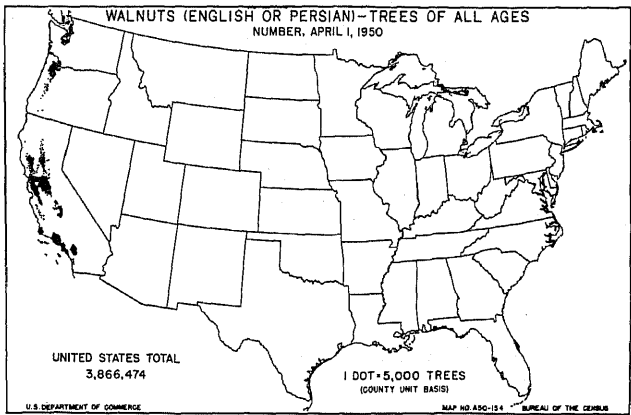 WALNUTS (ENGLISH OR PERSIAN)-TREES OF ALL AGES
NUMBER, APRIL 1, 1950
UNITED STATES TOTAL
3,866,474
1 DOT=5,000 TREES
(COUNTY UNIT BASIS)
U.S. DEPARTMENT OF COMMERCE
MAP NO. A50-154 BUREAU OF THE CENSUS